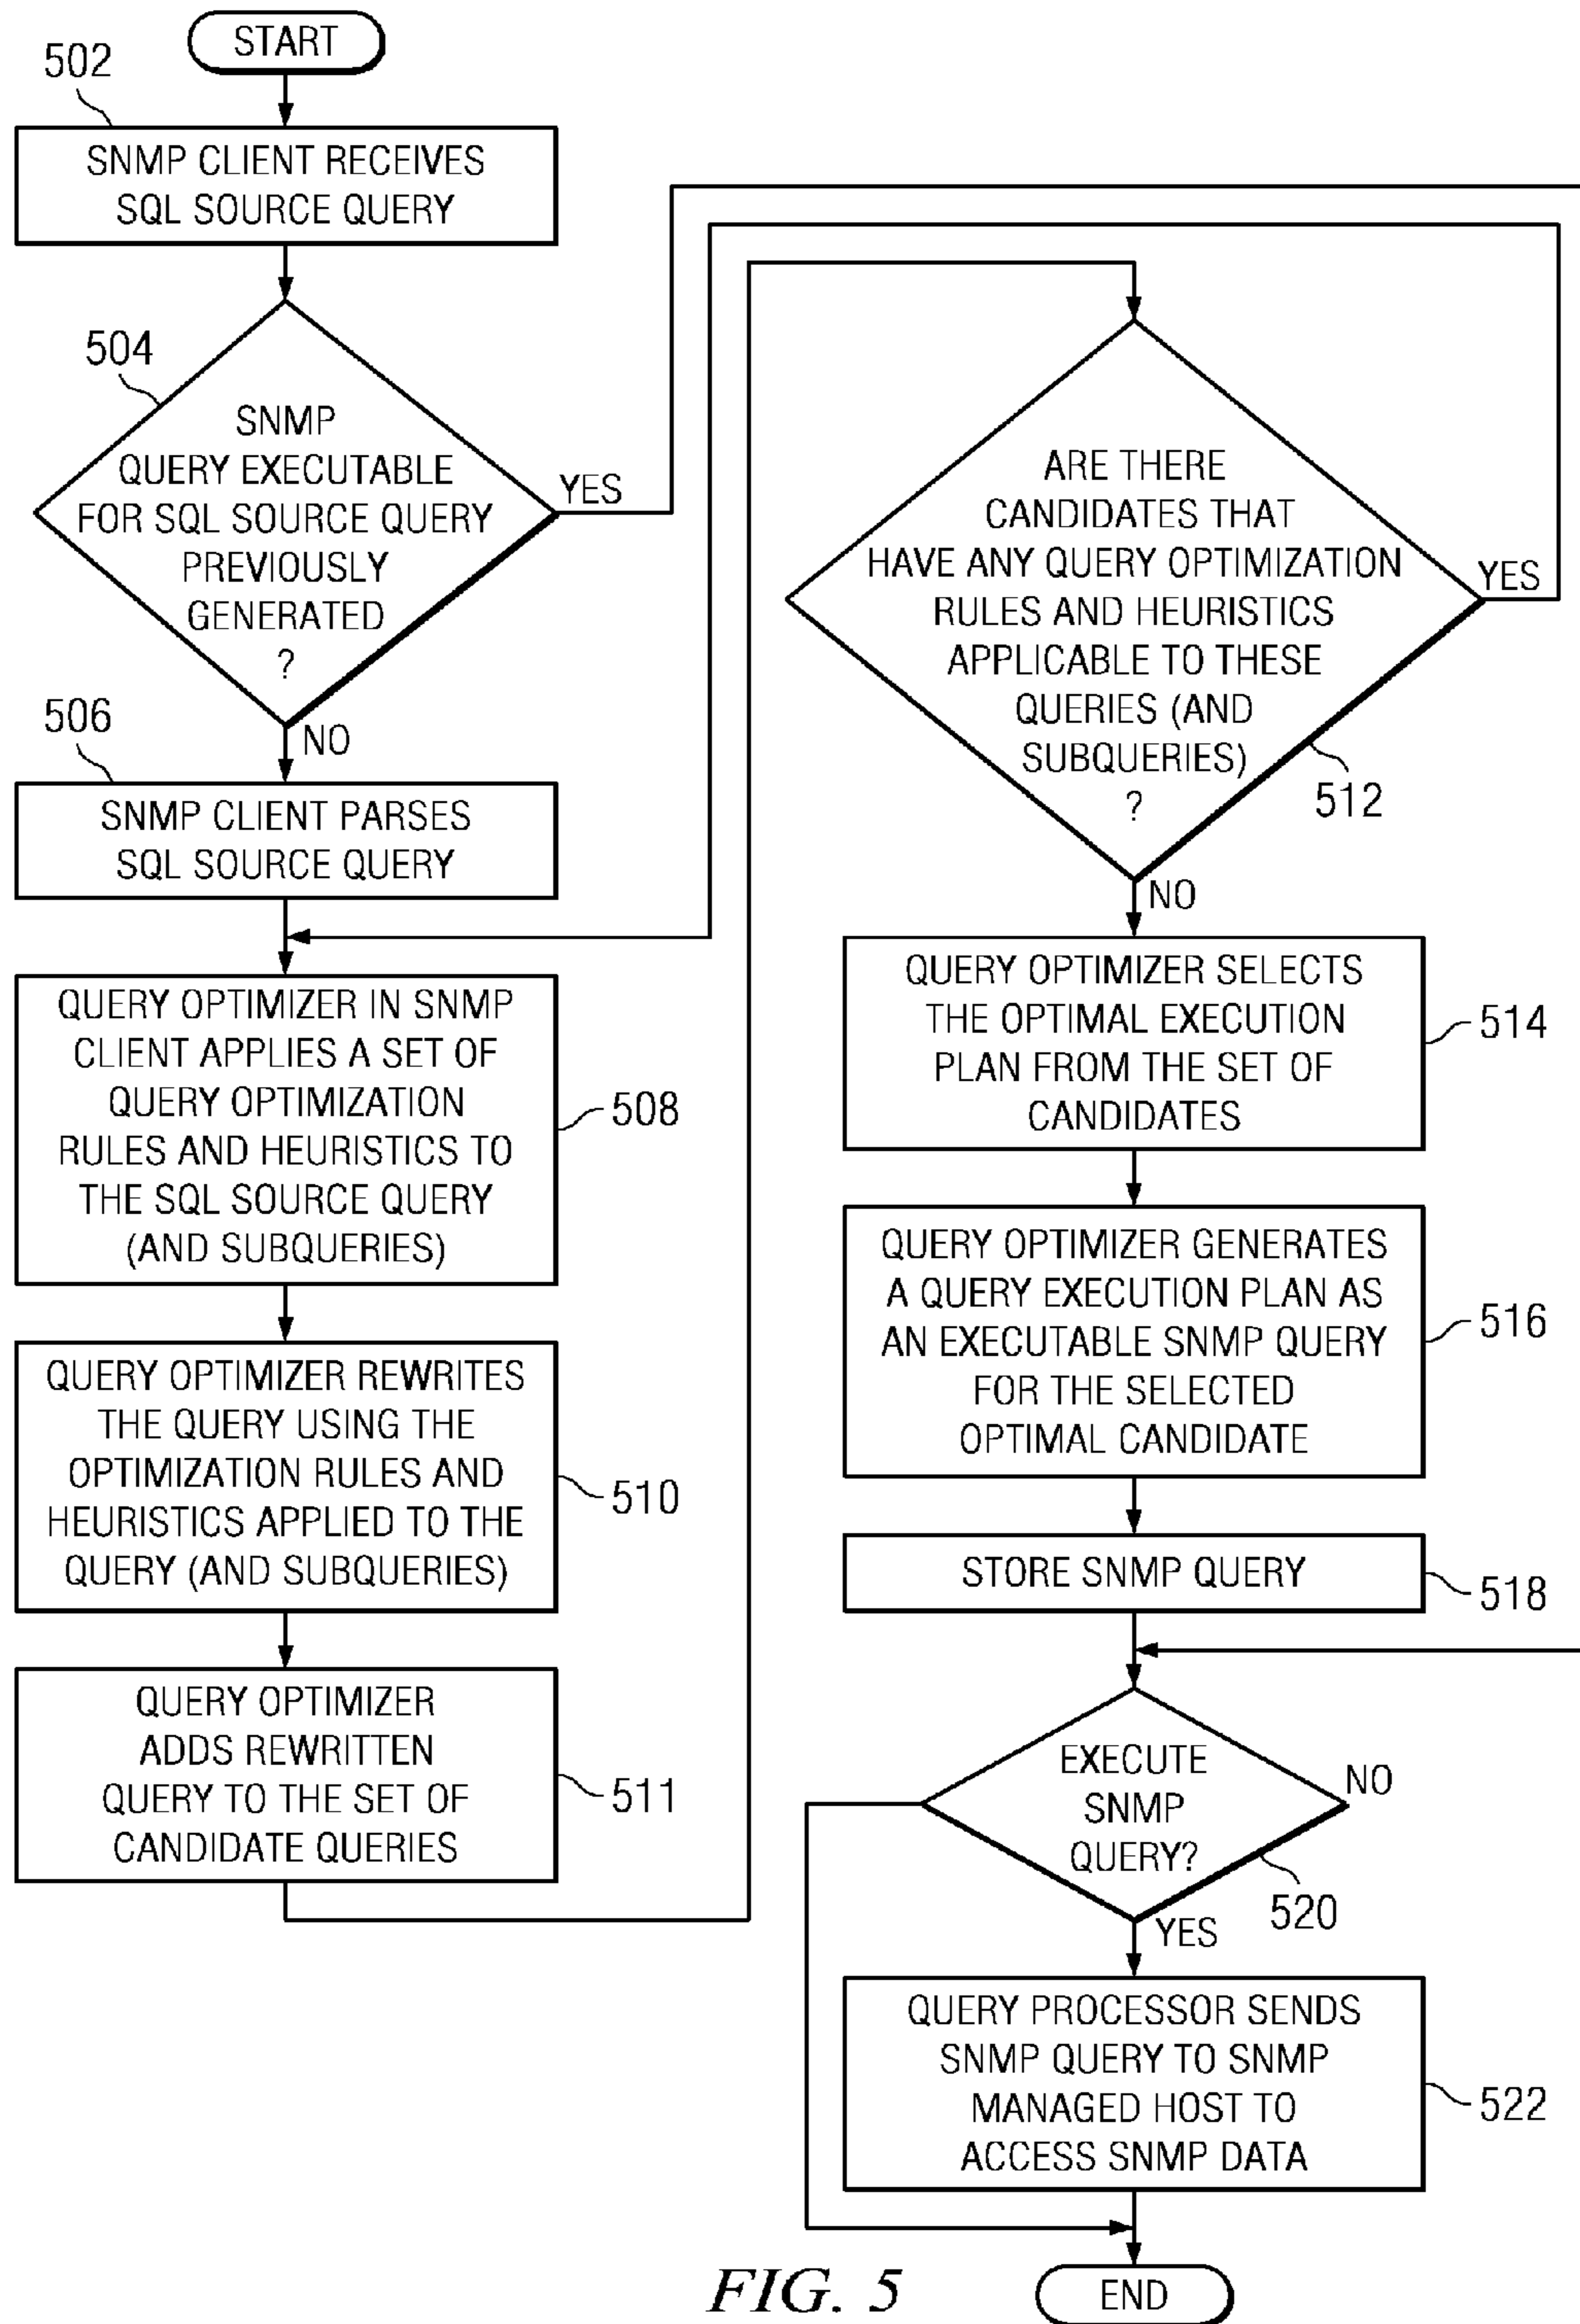 START
502
SNMP CLIENT RECEIVES
SQL SOURCE QUERY
504
SNMP
QUERY EXECUTABLE
FOR SQL SOURCE QUERY
PREVIOUSLY
GENERATED
?
YES
NO
506
SNMP CLIENT PARSES
SQL SOURCE QUERY
QUERY OPTIMIZER IN SNMP
CLIENT APPLIES A SET OF
QUERY OPTIMIZATION
RULES AND HEURISTICS TO
THE SQL SOURCE QUERY
(AND SUBQUERIES)
508
QUERY OPTIMIZER REWRITES
THE QUERY USING THE
OPTIMIZATION RULES AND
HEURISTICS APPLIED TO THE
QUERY (AND SUBQUERIES)
510
QUERY OPTIMIZER
ADDS REWRITTEN
QUERY TO THE SET OF
CANDIDATE QUERIES
511
ARE THERE
CANDIDATES THAT
HAVE ANY QUERY OPTIMIZATION
RULES AND HEURISTICS
APPLICABLE TO THESE
QUERIES (AND
SUBQUERIES)
?
YES
512
NO
QUERY OPTIMIZER SELECTS
THE OPTIMAL EXECUTION
PLAN FROM THE SET OF
CANDIDATES
514
QUERY OPTIMIZER GENERATES
A QUERY EXECUTION PLAN AS
AN EXECUTABLE SNMP QUERY
FOR THE SELECTED
OPTIMAL CANDIDATE
516
STORE SNMP QUERY
518
EXECUTE
SNMP
QUERY?
NO
520
YES
QUERY PROCESSOR SENDS
SNMP QUERY TO SNMP
MANAGED HOST TO
ACCESS SNMP DATA
522
END
FIG. 5